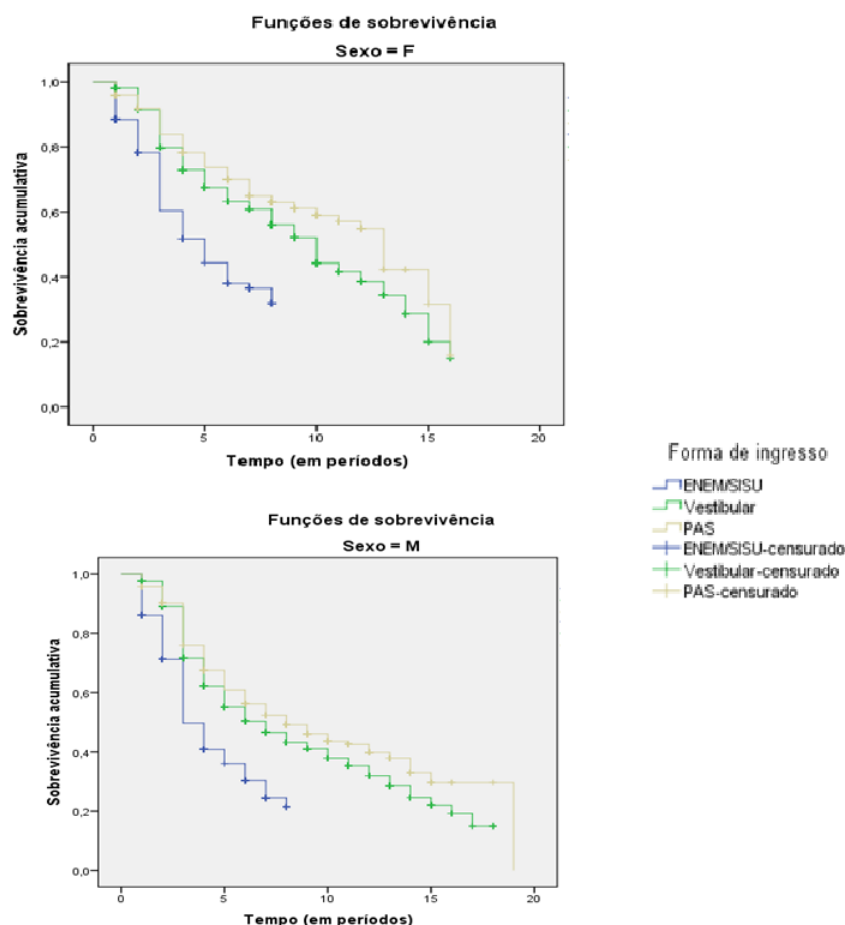 Funções de sobrevivência
Sexo = F
Sobrevivência acumulativa
1,0
0,8
0,6
0,4
0,2
0,0
0 5 10 15 20
Tempo (em períodos)
Forma de ingresso
ENEM/SISU
Vestibular
PAS
ENEM/SISU-censurado
Vestibular-censurado
PAS-censurado
Funções de sobrevivência
Sexo = M
Sobrevivência acumulativa
1,0
0,8
0,6
0,4
0,2
0,0
0 5 10 15 20
Tempo (em períodos)